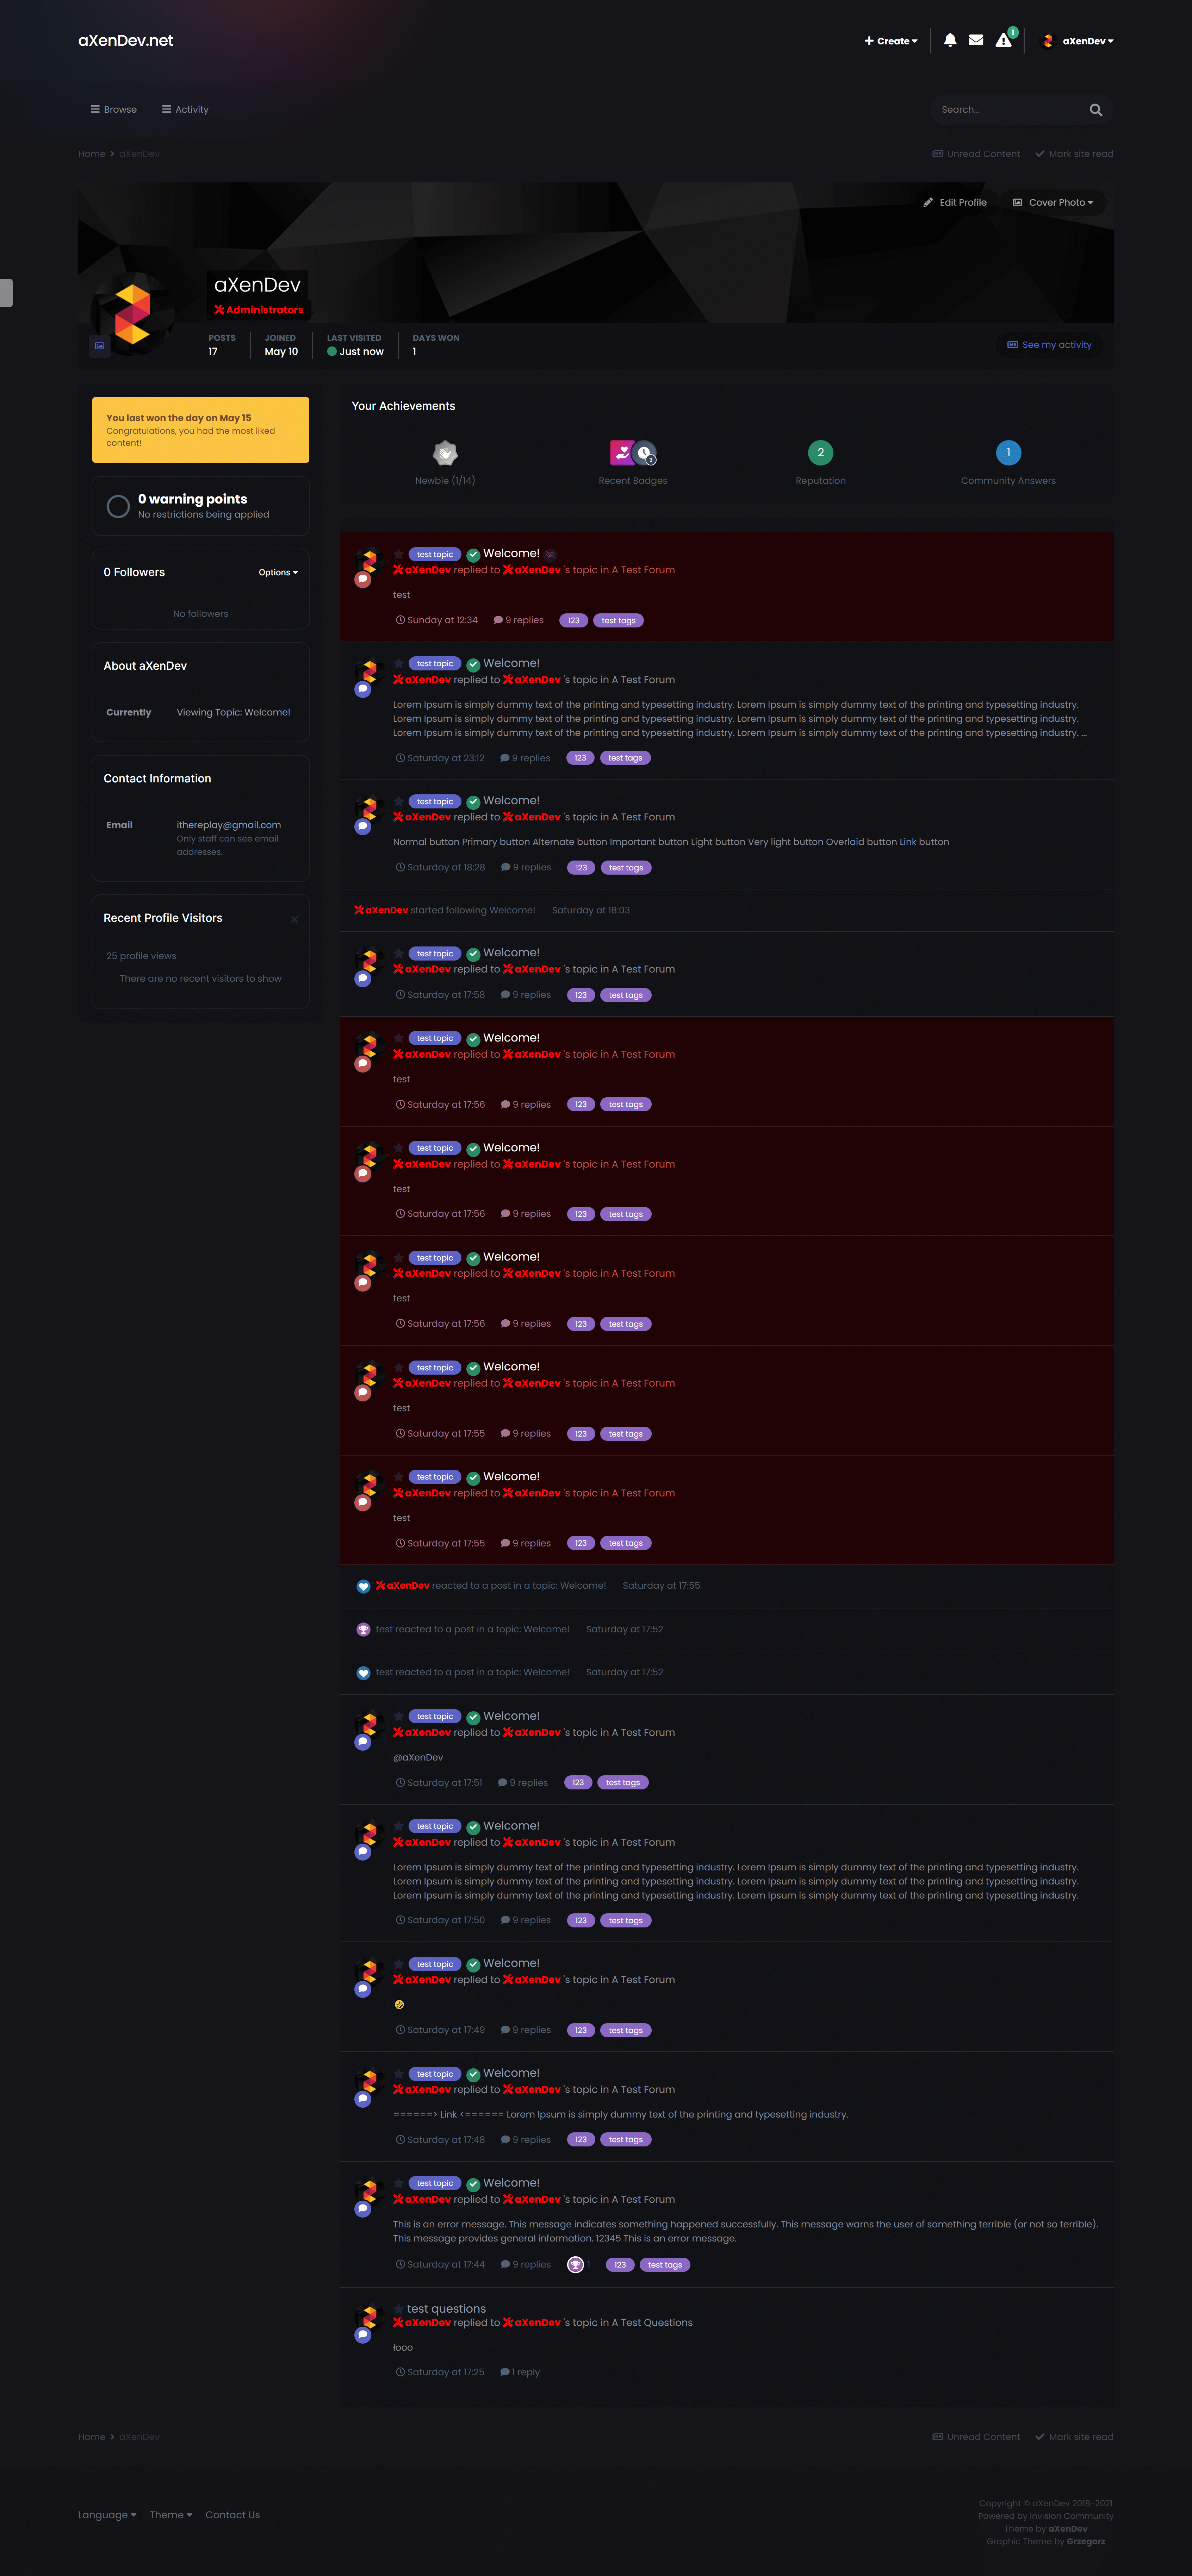 aXenDev.net
Create
1
aXenDev
Browse
Activity
Search...
Home > aXenDev
Unread Content
Mark site read
Edit Profile
Cover Photo
aXenDev
Administrators
POSTS
17
JOINED
May 10
LAST VISITED
Just now
DAYS WON
1
See my activity
You last won the day on May 15
Congratulations, you had the most liked
content!
0 warning points
No restrictions being applied
0 Followers
Options
No followers
About aXenDev
Currently
Viewing Topic: Welcome!
Contact Information
Email
ithereplay@gmail.com
Only staff can see email
addresses.
Recent Profile Visitors
×
25 profile views
There are no recent visitors to show
Your Achievements
Newbie (1/14)
3
Recent Badges
2
Reputation
1
Community Answers
test topic Welcome!
aXenDev replied to aXenDev 's topic in A Test Forum
test
Sunday at 12:34 9 replies 123 test tags
test topic Welcome!
aXenDev replied to aXenDev 's topic in A Test Forum
Lorem Ipsum is simply dummy text of the printing and typesetting industry. Lorem Ipsum is simply dummy text of the printing and typesetting industry.
Lorem Ipsum is simply dummy text of the printing and typesetting industry. Lorem Ipsum is simply dummy text of the printing and typesetting industry.
Lorem Ipsum is simply dummy text of the printing and typesetting industry. Lorem Ipsum is simply dummy text of the printing and typesetting industry. ...
Saturday at 23:12 9 replies 123 test tags
test topic Welcome!
aXenDev replied to aXenDev 's topic in A Test Forum
Normal button Primary button Alternate button Important button Light button Very light button Overlaid button Link button
Saturday at 18:28 9 replies 123 test tags
aXenDev started following Welcome! Saturday at 18:03
test topic Welcome!
aXenDev replied to aXenDev 's topic in A Test Forum
Saturday at 17:58 9 replies 123 test tags
test topic Welcome!
aXenDev replied to aXenDev 's topic in A Test Forum
test
Saturday at 17:56 9 replies 123 test tags
test topic Welcome!
aXenDev replied to aXenDev 's topic in A Test Forum
test
Saturday at 17:56 9 replies 123 test tags
test topic Welcome!
aXenDev replied to aXenDev 's topic in A Test Forum
test
Saturday at 17:56 9 replies 123 test tags
test topic Welcome!
aXenDev replied to aXenDev 's topic in A Test Forum
test
Saturday at 17:55 9 replies 123 test tags
test topic Welcome!
aXenDev replied to aXenDev 's topic in A Test Forum
test
Saturday at 17:55 9 replies 123 test tags
aXenDev reacted to a post in a topic: Welcome! Saturday at 17:55
test reacted to a post in a topic: Welcome! Saturday at 17:52
test reacted to a post in a topic: Welcome! Saturday at 17:52
test topic Welcome!
aXenDev replied to aXenDev 's topic in A Test Forum
@aXenDev
Saturday at 17:51 9 replies 123 test tags
test topic Welcome!
aXenDev replied to aXenDev 's topic in A Test Forum
Lorem Ipsum is simply dummy text of the printing and typesetting industry. Lorem Ipsum is simply dummy text of the printing and typesetting industry.
Lorem Ipsum is simply dummy text of the printing and typesetting industry. Lorem Ipsum is simply dummy text of the printing and typesetting industry.
Lorem Ipsum is simply dummy text of the printing and typesetting industry. Lorem Ipsum is simply dummy text of the printing and typesetting industry.
Saturday at 17:50 9 replies 123 test tags
test topic Welcome!
aXenDev replied to aXenDev 's topic in A Test Forum
🤣
Saturday at 17:49 9 replies 123 test tags
test topic Welcome!
aXenDev replied to aXenDev 's topic in A Test Forum
======> Link <====== Lorem Ipsum is simply dummy text of the printing and typesetting industry.
Saturday at 17:48 9 replies 123 test tags
test topic Welcome!
aXenDev replied to aXenDev 's topic in A Test Forum
This is an error message. This message indicates something happened successfully. This message warns the user of something terrible (or not so terrible).
This message provides general information. 12345 This is an error message.
Saturday at 17:44 9 replies 1 123 test tags
test questions
aXenDev replied to aXenDev 's topic in A Test Questions
łooo
Saturday at 17:25 1 reply
Home > aXenDev
Unread Content
Mark site read
Language
Theme
Contact Us
Copyright © aXenDev 2018-2021
Powered by Invision Community
Theme by aXenDev
Graphic Theme by Grzegorz